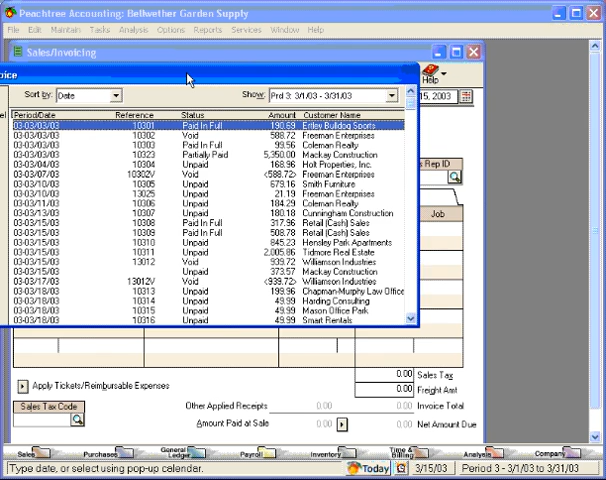 Peachtree Accounting: Bellwether Garden Supply
File Edit Maintain Tasks Analysis Options Reports Services Window Help
Sales/Invoicing
oice
Help
Sort by: Date Show: Prd 3: 3/1/03 - 3/31/03
15, 2003
Period/Date Reference Status Amount Customer Name
03-03/03/03 10301 Paid In Full 190.69 Erlley Bulldog Sports
03-03/03/03 10302 Void 588.72 Freeman Enterprises
03-03/03/03 10303 Paid In Full 99.56 Coleman Realty
03-03/03/03 10323 Partially Paid 5,350.00 Mackay Construction
03-03/04/03 10304 Unpaid 168.96 Holt Properties, Inc.
03-03/07/03 10302V Void <588.72> Freeman Enterprises
03-03/10/03 10305 Unpaid 679.16 Smith Furniture
03-03/10/03 13025 Unpaid 21.19 Freeman Enterprises
03-03/11/03 10306 Unpaid 184.29 Coleman Realty
03-03/13/03 10307 Unpaid 180.18 Cunningham Construction
03-03/15/03 10308 Paid In Full 317.96 Retail (Cash) Sales
03-03/15/03 10309 Paid In Full 508.78 Retail (Cash) Sales
03-03/15/03 10310 Unpaid 845.23 Hensley Park Apartments
03-03/15/03 10311 Unpaid 2,005.86 Tidmore Real Estate
03-03/15/03 13012 Void 939.72 Williamson Industries
03-03/15/03 Unpaid 373.57 Mackay Construction
03-03/17/03 13012V Void <939.72> Williamson Industries
03-03/18/03 10313 Unpaid 199.96 Chapman-Murphy Law Office
03-03/18/03 10314 Unpaid 49.99 Harding Consulting
03-03/18/03 10315 Unpaid 49.99 Mason Office Park
03-03/18/03 10316 Unpaid 49.99 Smart Rentals
s Rep ID
Job
0.00 Sales Tax
Apply Tickets/Reimbursable Expenses 0.00 Freight Amt
Sales Tax Code Other Applied Receipts 0.00 0.00 Invoice Total
Amount Paid at Sale 0.00 0.00 Net Amount Due
Sales Purchases General Ledger Payroll Inventory Time & Billing Analysis Company
Type date, or select using pop-up calendar. Today 3/15/03 Period 3 - 3/1/03 to 3/31/03